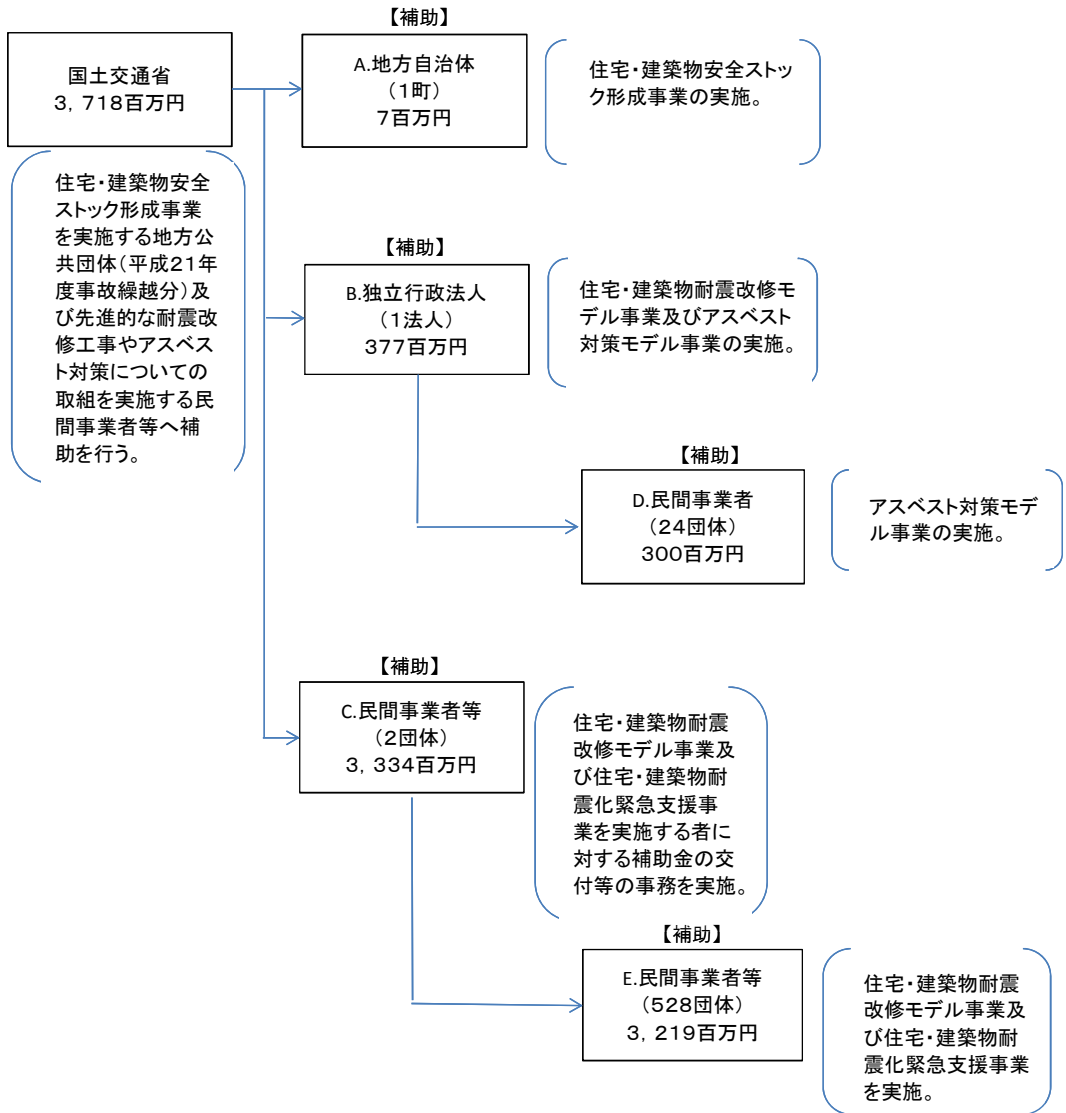 【補助】
国土交通省
3,718百万円
A.地方自治体
(1町)
7百万円
住宅・建築物安全ストッ
ク形成事業の実施。
住宅・建築物安全
ストック形成事業
を実施する地方公
共団体(平成21年
度事故繰越分)及
び先進的な耐震改
修工事やアスベス
ト対策についての
取組を実施する民
間事業者等へ補
助を行う。
【補助】
B.独立行政法人
(1法人)
377百万円
住宅・建築物耐震改修モ
デル事業及びアスベスト
対策モデル事業の実施。
【補助】
D.民間事業者
(24団体)
300百万円
アスベスト対策モデ
ル事業の実施。
【補助】
C.民間事業者等
(2団体)
3,334百万円
住宅・建築物耐震
改修モデル事業及
び住宅・建築物耐
震化緊急支援事
業を実施する者に
対する補助金の交
付等の事務を実施。
【補助】
E.民間事業者等
(528団体)
3,219百万円
住宅・建築物耐震
改修モデル事業及
び住宅・建築物耐
震化緊急支援事業
を実施。